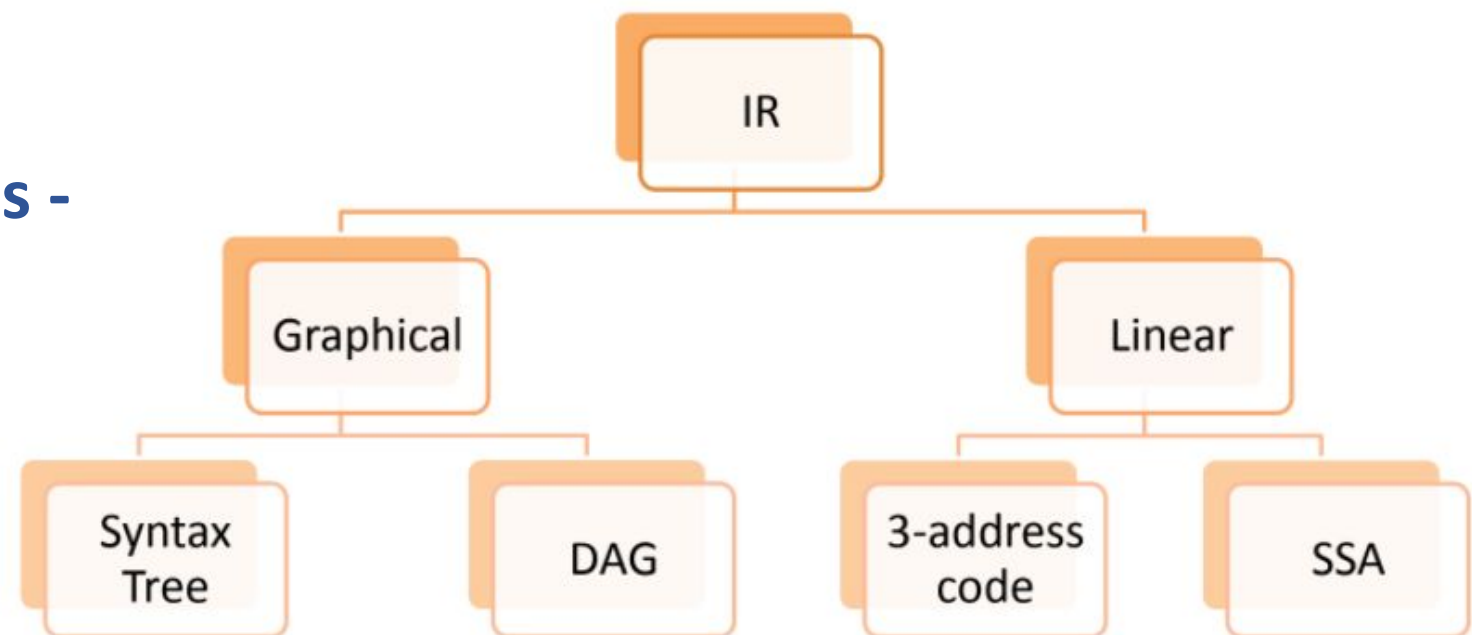 IR
s -
Graphical
Linear
Syntax
Tree
DAG
3-address
code
SSA